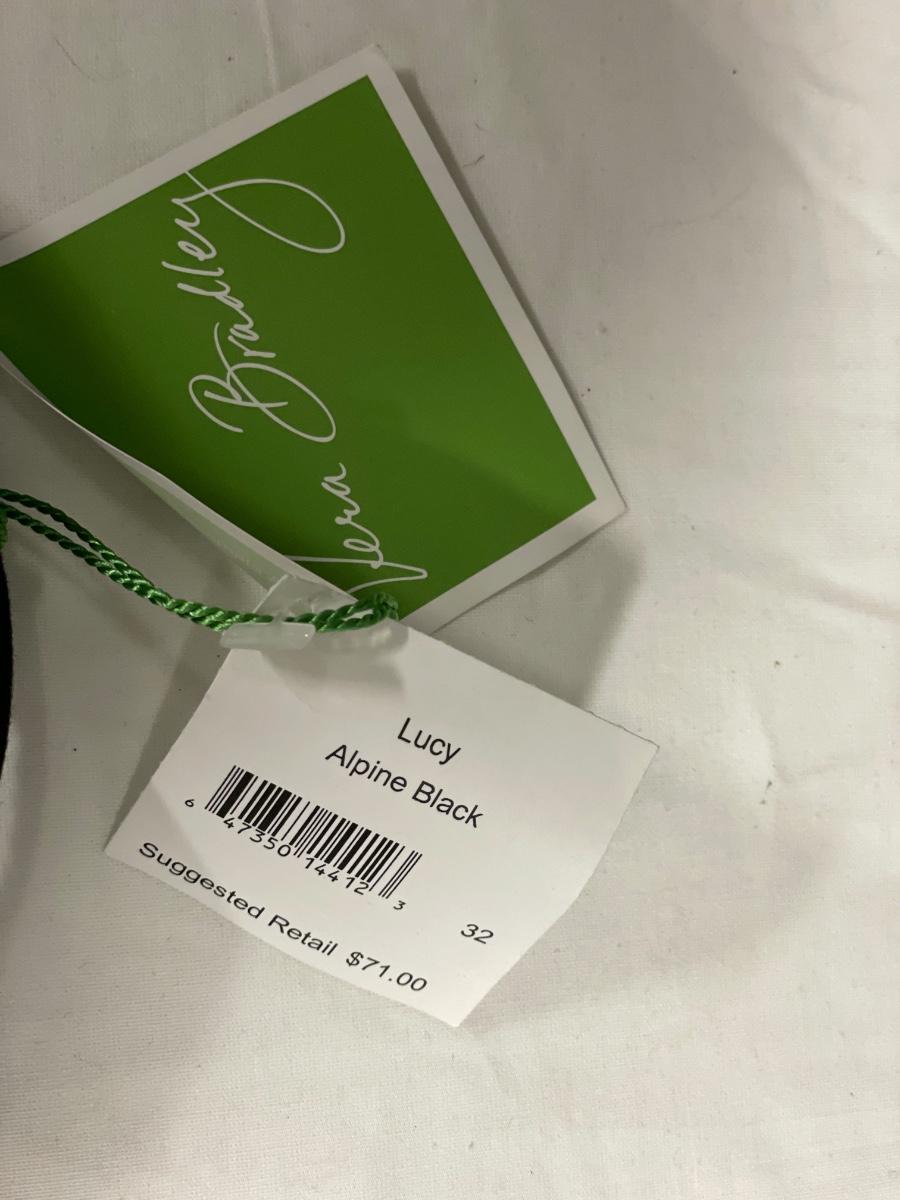 Vera Bradley
Lucy
Alpine Black
6 47350 14412 3
32
Suggested Retail $71.00